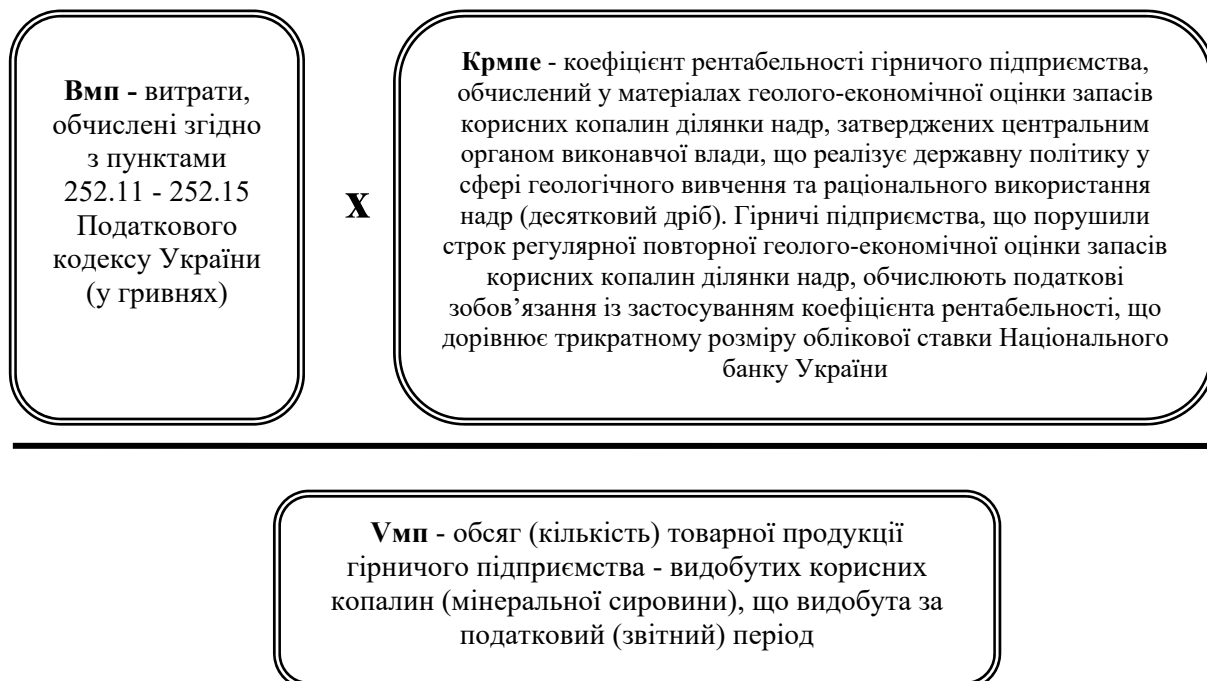 Вмп - витрати,
обчислені згідно
з пунктами
252.11 - 252.15
Податкового
кодексу України
(у гривнях)
х
Крмпе - коефіцієнт рентабельності гірничого підприємства,
обчислений у матеріалах геолого-економічної оцінки запасів
корисних копалин ділянки надр, затверджених центральним
органом виконавчої влади, що реалізує державну політику у
сфері геологічного вивчення та раціонального використання
надр (десятковий дріб). Гірничі підприємства, що порушили
строк регулярної повторної геолого-економічної оцінки запасів
корисних копалин ділянки надр, обчислюють податкові
зобов’язання із застосуванням коефіцієнта рентабельності, що
дорівнює трикратному розміру облікової ставки Національного
банку України
Vмп - обсяг (кількість) товарної продукції
гірничого підприємства - видобутих корисних
копалин (мінеральної сировини), що видобута за
податковий (звітний) період